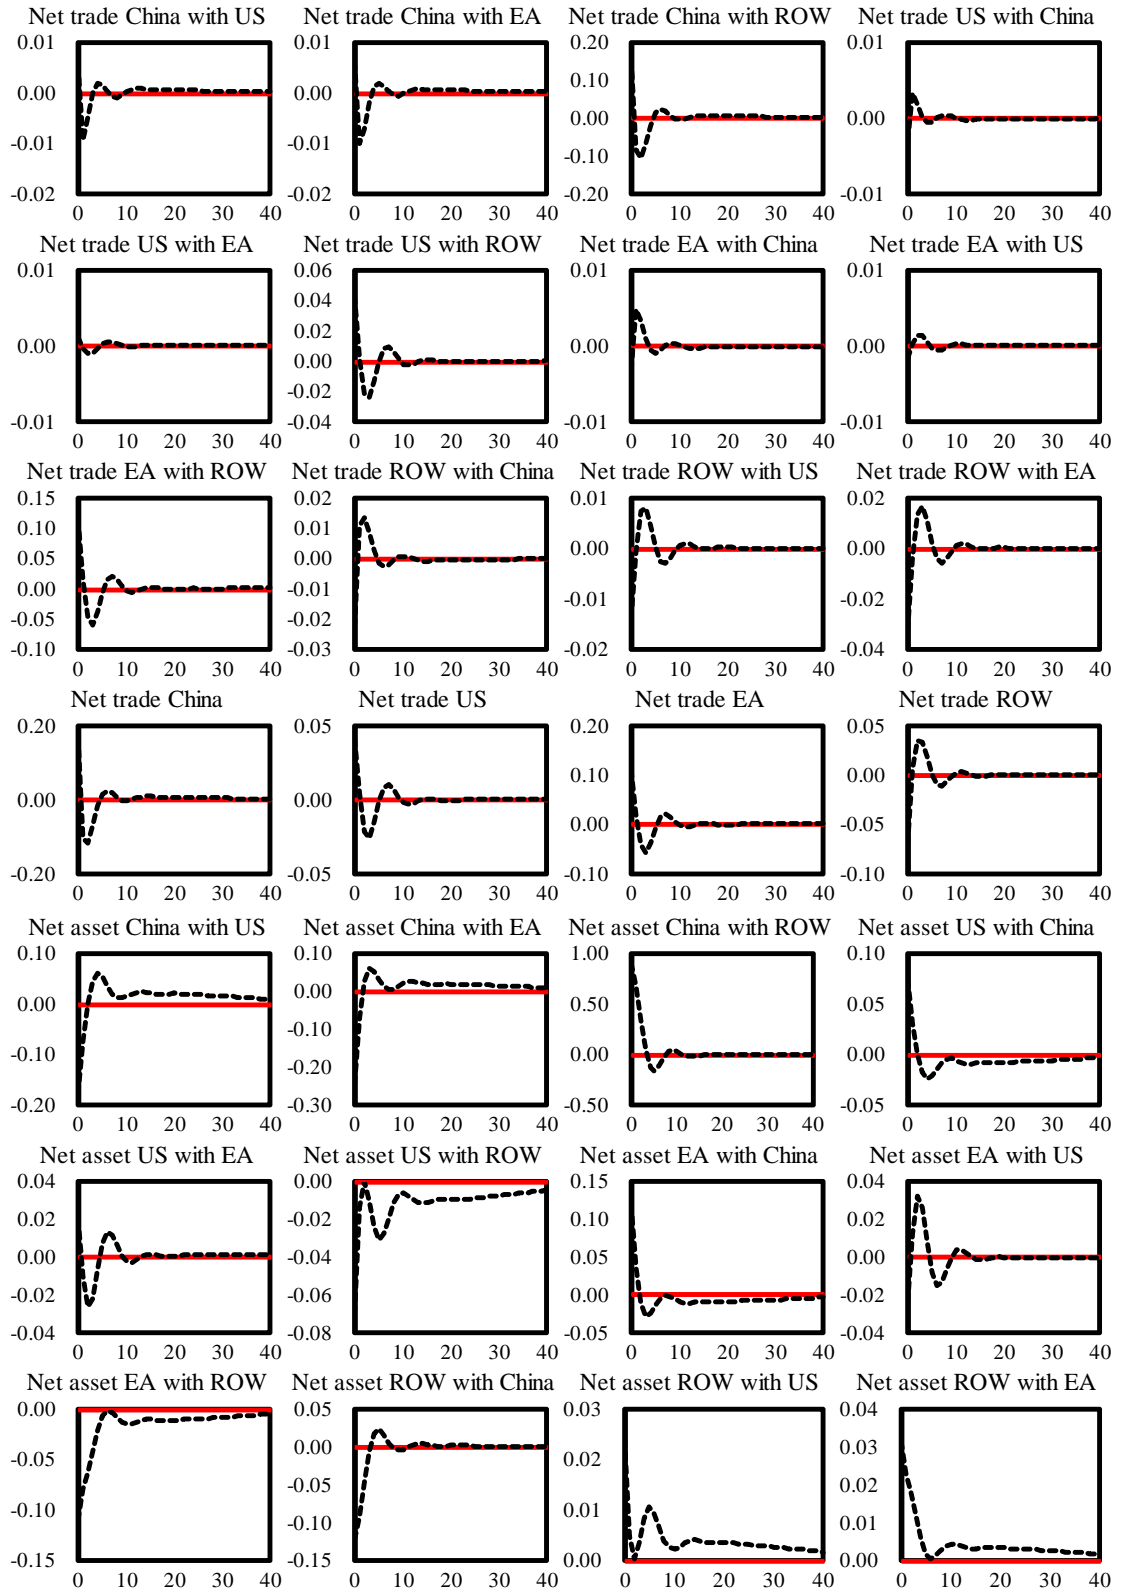 Net trade China with US Net trade China with EA Net trade China with ROW Net trade US with China
0.01 0.01 0.20 0.01
0.10
0.00 0.00 0.00 0.00
-0.01 -0.01 -0.10
-0.02 -0.02 -0.20 -0.01
0 10 20 30 40 0 10 20 30 40 0 10 20 30 40 0 10 20 30 40
Net trade US with EA Net trade US with ROW Net trade EA with China Net trade EA with US
0.01 0.06 0.01 0.01
0.04
0.02
0.00 0.00 0.00 0.00
-0.02
-0.01 -0.04 -0.01 -0.01
0 10 20 30 40 0 10 20 30 40 0 10 20 30 40 0 10 20 30 40
Net trade EA with ROW Net trade ROW with China Net trade ROW with US Net trade ROW with EA
0.15 0.02 0.01 0.02
0.10 0.01
0.05 0.00 0.00 0.00
0.00 -0.01 -0.01 -0.02
-0.05 -0.02
-0.10 -0.03 -0.02 -0.04
0 10 20 30 40 0 10 20 30 40 0 10 20 30 40 0 10 20 30 40
Net trade China Net trade US Net trade EA Net trade ROW
0.20 0.05 0.20 0.05
0.10
0.00 0.00 0.00 0.00
-0.05
-0.20 -0.05 -0.10 -0.10
0 10 20 30 40 0 10 20 30 40 0 10 20 30 40 0 10 20 30 40
Net asset China with US Net asset China with EA Net asset China with ROW Net asset US with China
0.10 0.10 1.00 0.10
0.00 0.00 0.50 0.05
-0.10 -0.10 0.00 0.00
-0.20
-0.20 -0.30 -0.50 -0.05
0 10 20 30 40 0 10 20 30 40 0 10 20 30 40 0 10 20 30 40
Net asset US with EA Net asset US with ROW Net asset EA with China Net asset EA with US
0.04 0.00 0.15 0.04
0.02 -0.02 0.10 0.02
0.00 -0.04 0.05 0.00
-0.02 -0.06 0.00 -0.02
-0.04 -0.08 -0.05 -0.04
0 10 20 30 40 0 10 20 30 40 0 10 20 30 40 0 10 20 30 40
Net asset EA with ROW Net asset ROW with China Net asset ROW with US Net asset ROW with EA
0.00 0.05 0.03 0.04
-0.05 0.00 0.02 0.03
-0.05 0.02
-0.10 -0.10 0.01 0.01
-0.15 -0.15 0.00 0.00
0 10 20 30 40 0 10 20 30 40 0 10 20 30 40 0 10 20 30 40